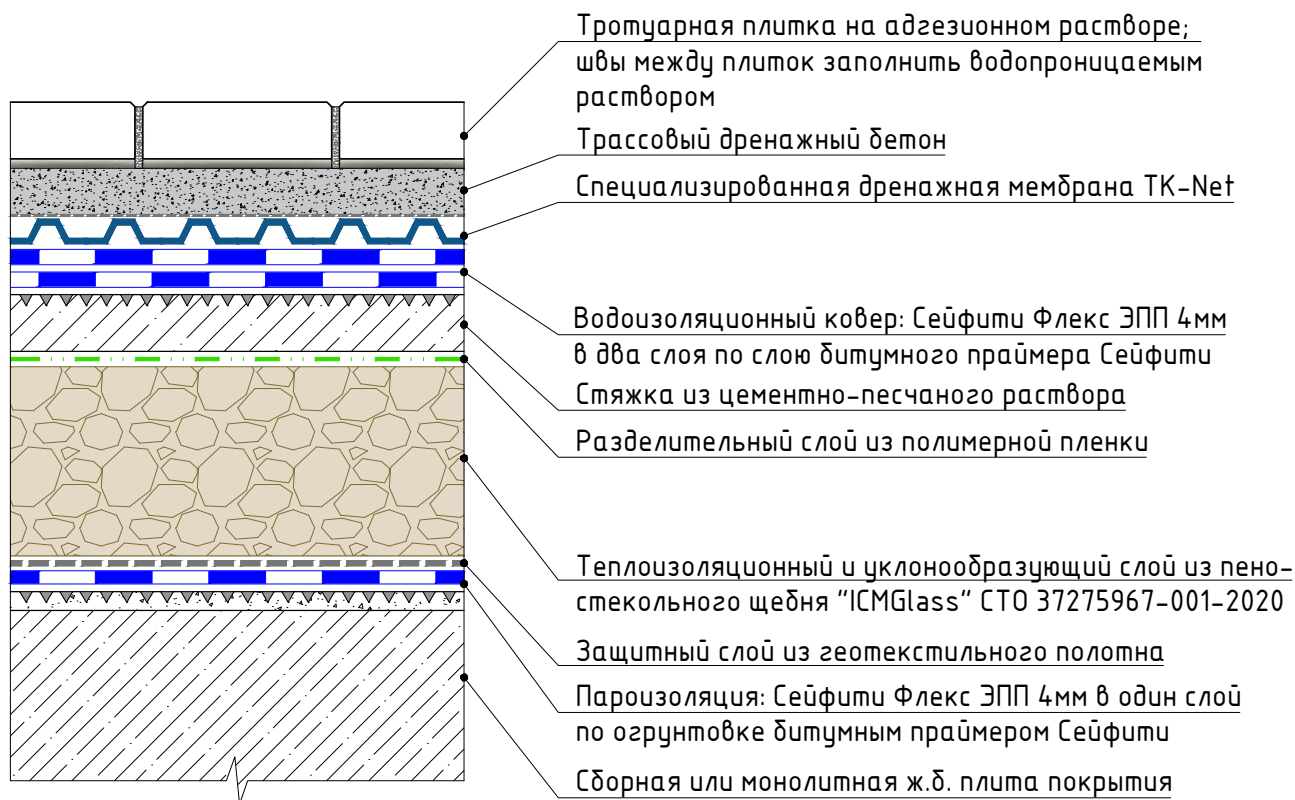 Тротуарная плитка на адгезионном растворе;
швы между плиток заполнить водопроницаемым
раствором
Трассовый дренажный бетон
Специализированная дренажная мембрана TK-Net
Водоизоляционный ковер: Сейфити Флекс ЭПП 4мм
в два слоя по слою битумного праймера Сейфити
Стяжка из цементно-песчаного раствора
Разделительный слой из полимерной пленки
Теплоизоляционный и уклонообразующий слой из пено-
стекольного щебня "ICMGlass" СТО 37275967-001-2020
Защитный слой из геотекстильного полотна
Пароизоляция: Сейфити Флекс ЭПП 4мм в один слой
по огрунтовке битумным праймером Сейфити
Сборная или монолитная ж.б. плита покрытия